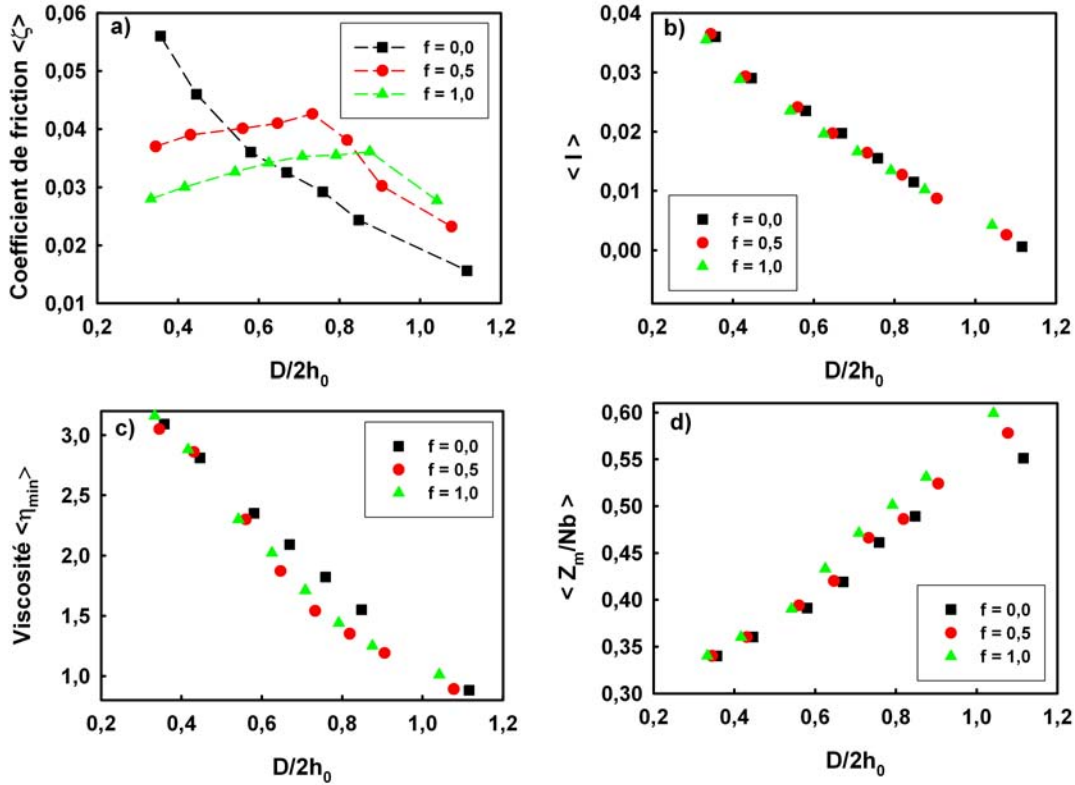 a)
Coefficient de friction <ζ>
0,06
0,05
0,04
0,03
0,02
0,01
f = 0,0
f = 0,5
f = 1,0
0,2 0,4 0,6 0,8 1,0 1,2
D/2h₀
b)
< I >
0,04
0,03
0,02
0,01
0,00
f = 0,0
f = 0,5
f = 1,0
0,2 0,4 0,6 0,8 1,0 1,2
D/2h₀
c)
Viscosité <ηₘᵢₙ>
3,0
2,5
2,0
1,5
1,0
f = 0,0
f = 0,5
f = 1,0
0,2 0,4 0,6 0,8 1,0 1,2
D/2h₀
d)
< Zₘ/Nb >
0,60
0,55
0,50
0,45
0,40
0,35
0,30
f = 0,0
f = 0,5
f = 1,0
0,2 0,4 0,6 0,8 1,0 1,2
D/2h₀